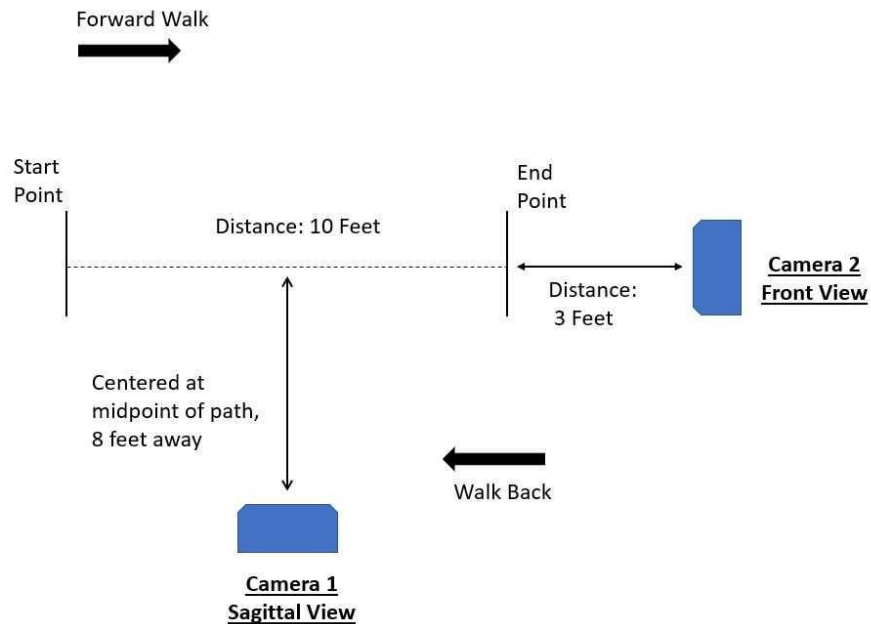 Forward Walk
Start
Point
End
Point
Distance: 10 Feet
Distance:
3 Feet
Camera 2
Front View
Centered at
midpoint of path,
8 feet away
Walk Back
Camera 1
Sagittal View